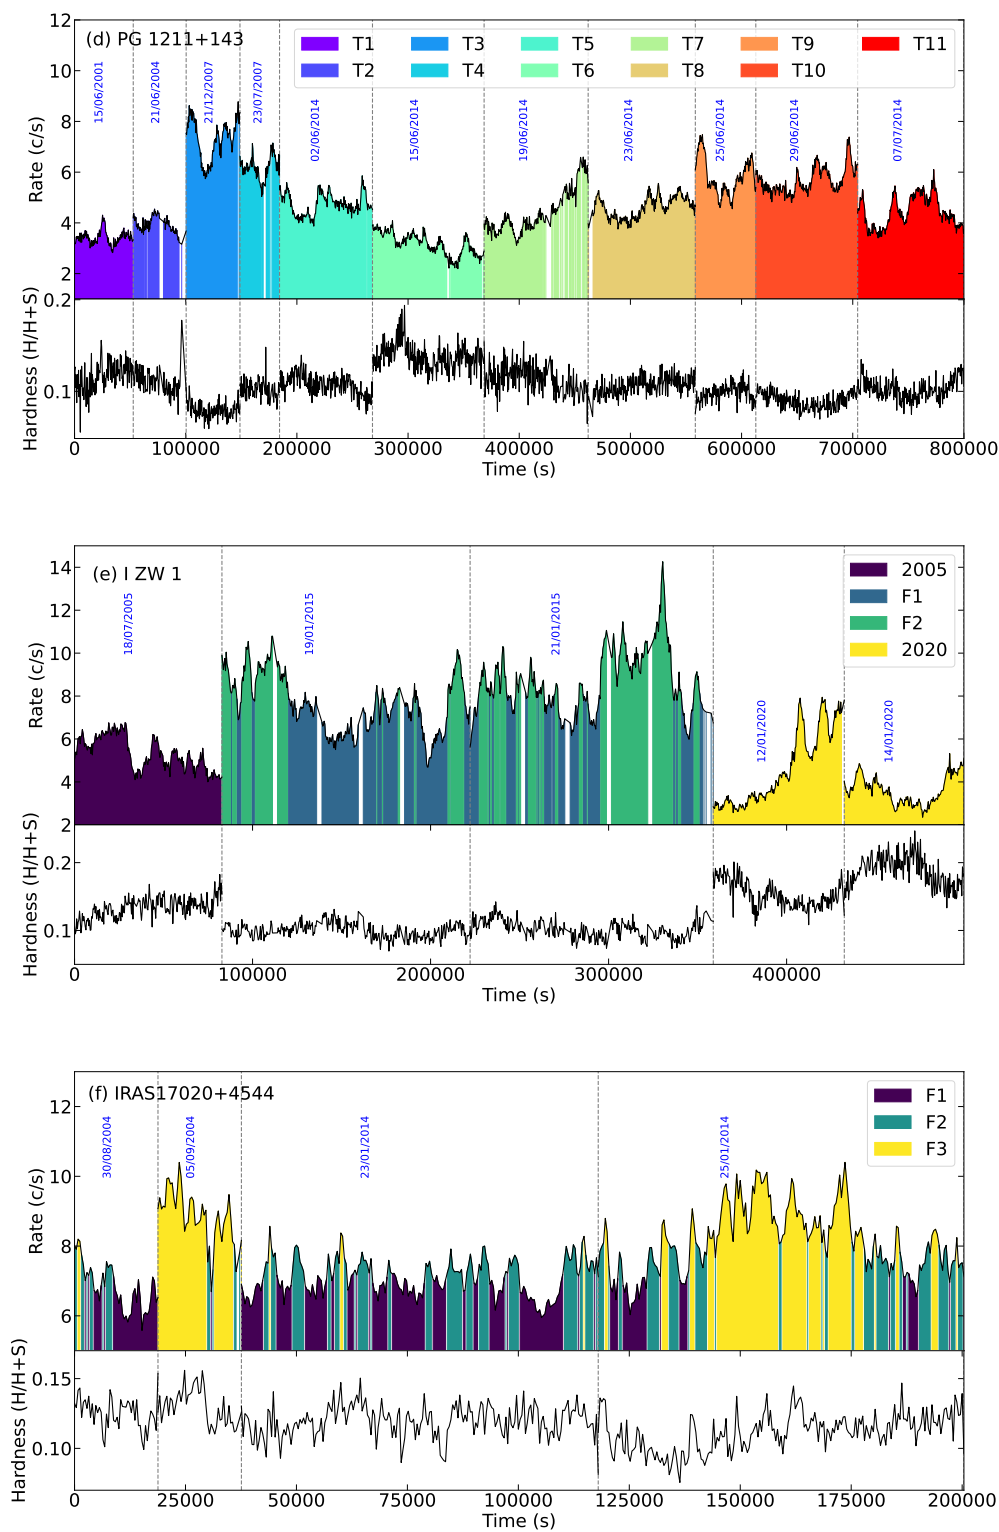 (d) PG 1211+143
T1 T3 T5 T7 T9 T11
T2 T4 T6 T8 T10
15/06/2001
21/06/2004
21/12/2007
23/07/2007
02/06/2014
15/06/2014
19/06/2014
23/06/2014
25/06/2014
29/06/2014
07/07/2014
Rate (c/s)
12
10
8
6
4
2
Hardness (H/H+S)
0.2
0.1
0 100000 200000 300000 400000 500000 600000 700000 800000
Time (s)
(e) I ZW 1
2005
F1
F2
2020
18/07/2005
19/01/2015
21/01/2015
12/01/2020
14/01/2020
Rate (c/s)
14
12
10
8
6
4
2
Hardness (H/H+S)
0.2
0.1
0 100000 200000 300000 400000
Time (s)
(f) IRAS17020+4544
F1
F2
F3
30/08/2004
05/09/2004
23/01/2014
25/01/2014
Rate (c/s)
12
10
8
6
Hardness (H/H+S)
0.15
0.10
0 25000 50000 75000 100000 125000 150000 175000 200000
Time (s)